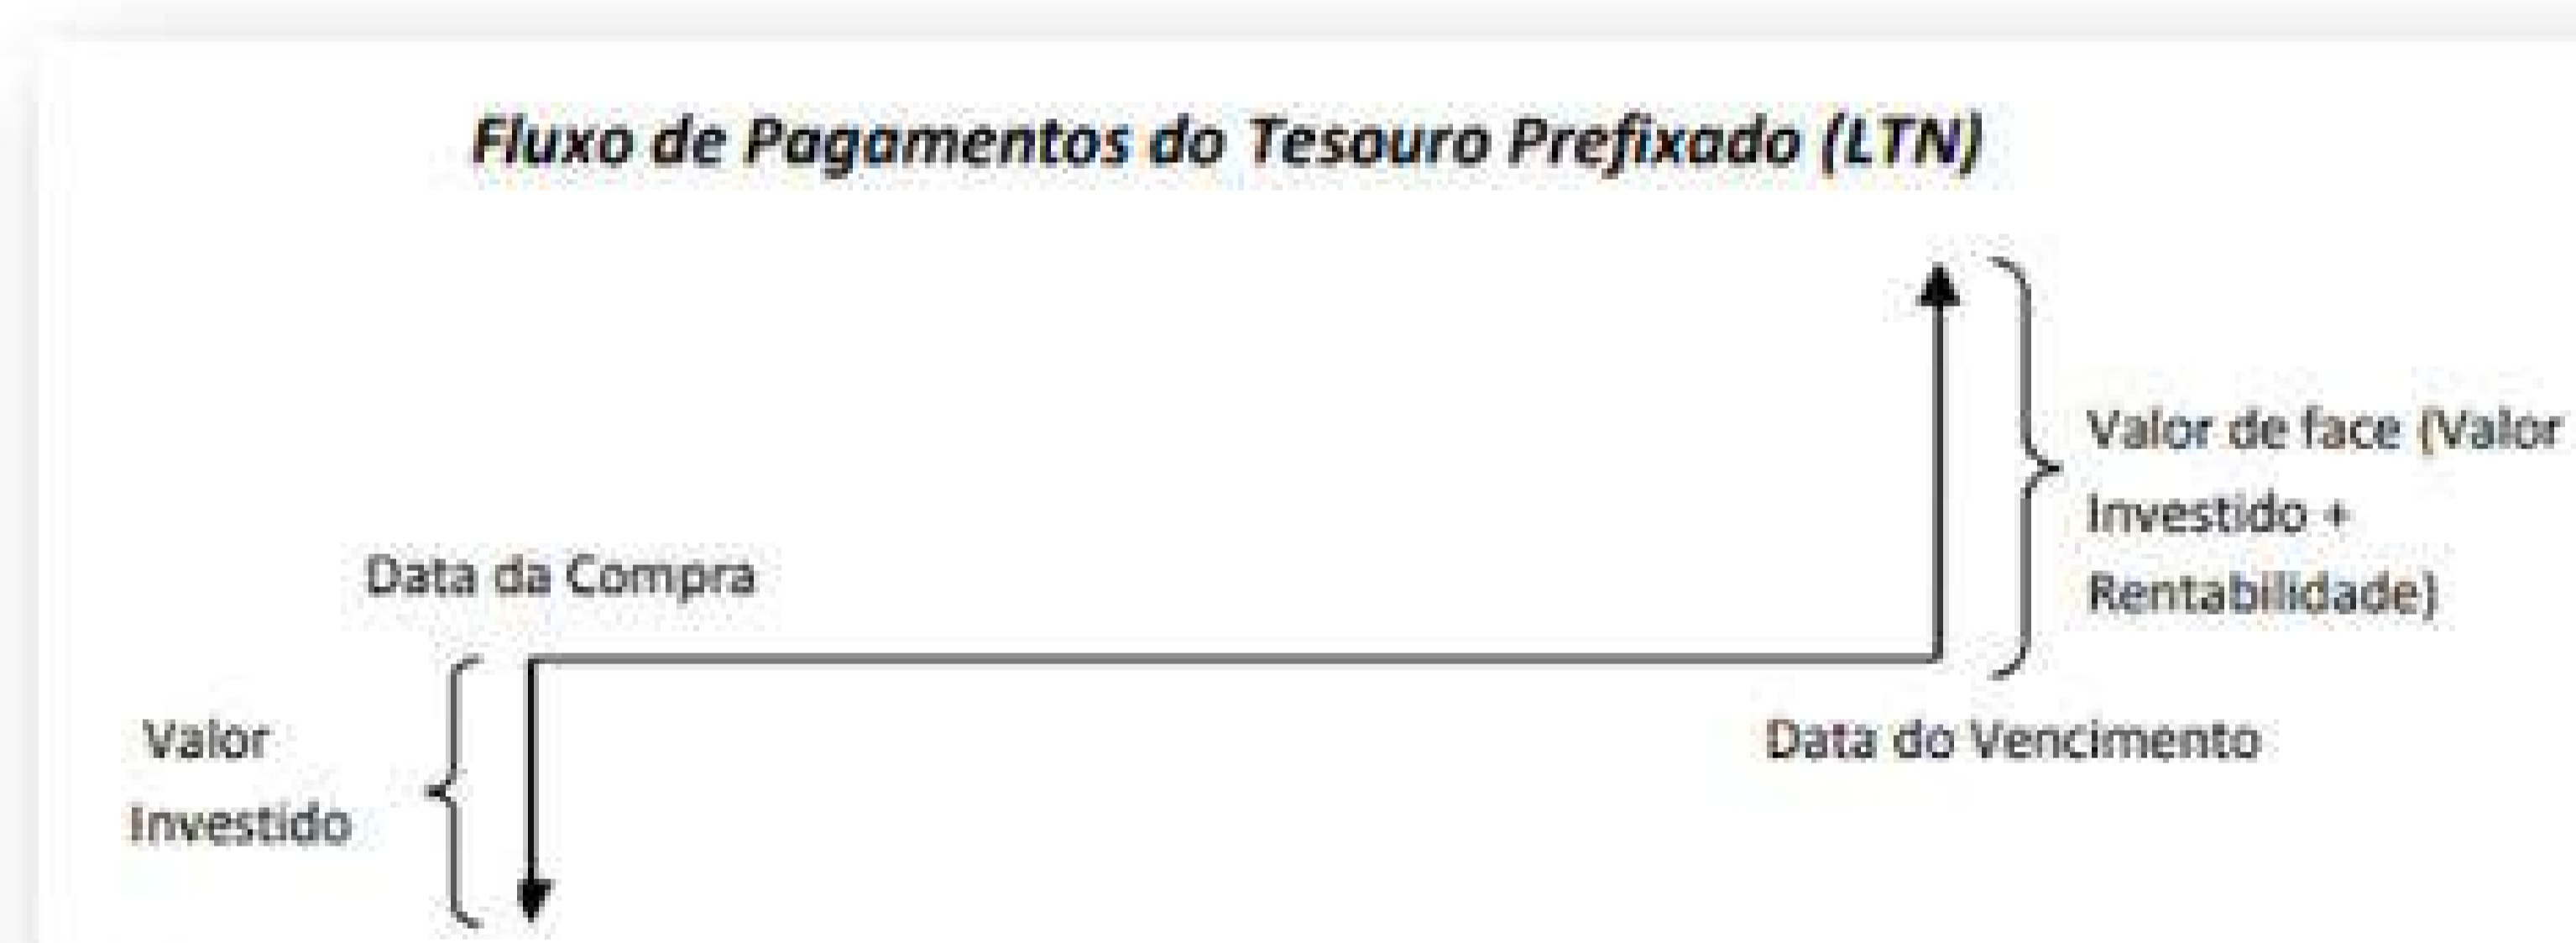 Fluxo de Pagamentos do Tesouro Prefixado (LTN)
Valor de face (Valor
Investido +
Rentabilidade)
Data da Compra
Data do Vencimento
Valor
Investido